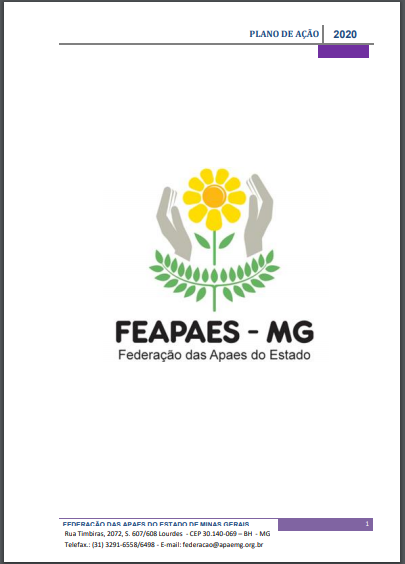 PLANO DE AÇÃO 2020
FEAPAES - MG
Federação das Apaes do Estado
FEDERAÇÃO DAS APAES DO ESTADO DE MINAS GERAIS 1
Rua Timbiras, 2072, S. 607/608 Lourdes - CEP 30.140-069 – BH - MG
Telefax.: (31) 3291-6558/6498 - E-mail: federacao@apaemg.org.br